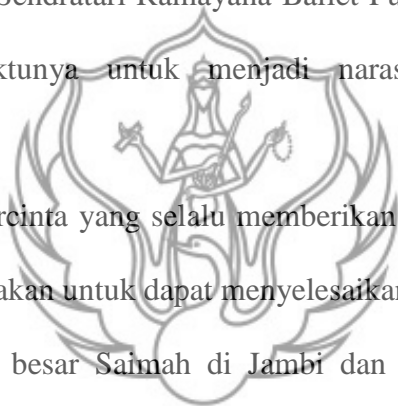 Sendratari Ramayana Ballet Pu
ktunya untuk menjadi naras
rcinta yang selalu memberikan
akan untuk dapat menyelesaikan
besar Saimah di Jambi dan